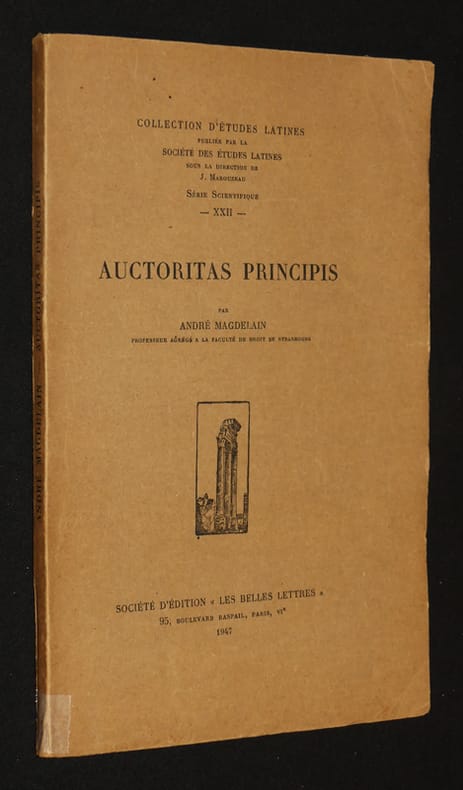 COLLECTION D'ÉTUDES LATINES
PUBLIÉE PAR LA
SOCIÉTÉ DES ÉTUDES LATINES
SOUS LA DIRECTION DE
J. MAROUZEAU
SÉRIE SCIENTIFIQUE
— XXII —
AUCTORITAS PRINCIPIS
PAR
ANDRÉ MAGDELAIN
PROFESSEUR AGRÉGÉ A LA FACULTÉ DE DROIT DE STRASBOURG
SOCIÉTÉ D'ÉDITION « LES BELLES LETTRES »
95, BOULEVARD RASPAIL, PARIS, VIᵉ
1947
ANDRÉ MAGDELAIN — AUCTORITAS PRINCIPIS